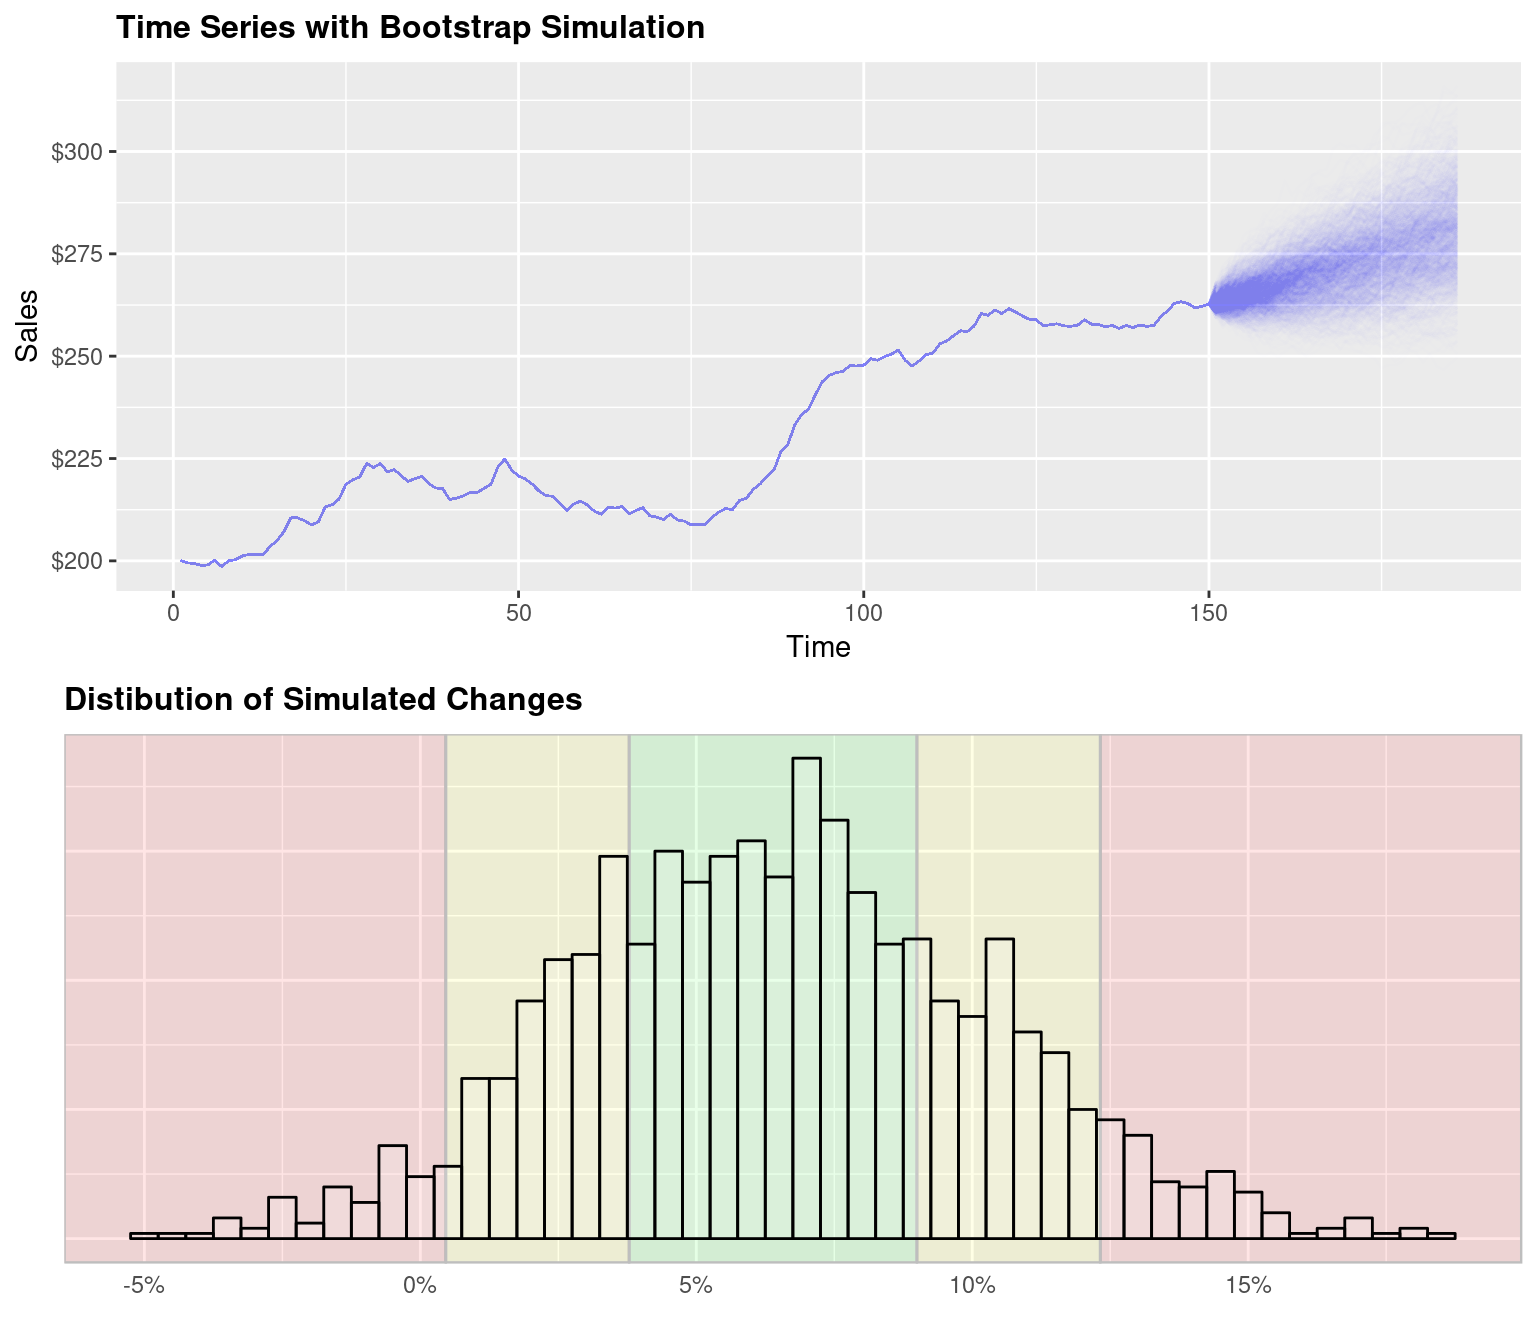 Time Series with Bootstrap Simulation
$300
$275
$250
$225
$200
Sales
0 50 100 150
Time
Distibution of Simulated Changes
-5% 0% 5% 10% 15%